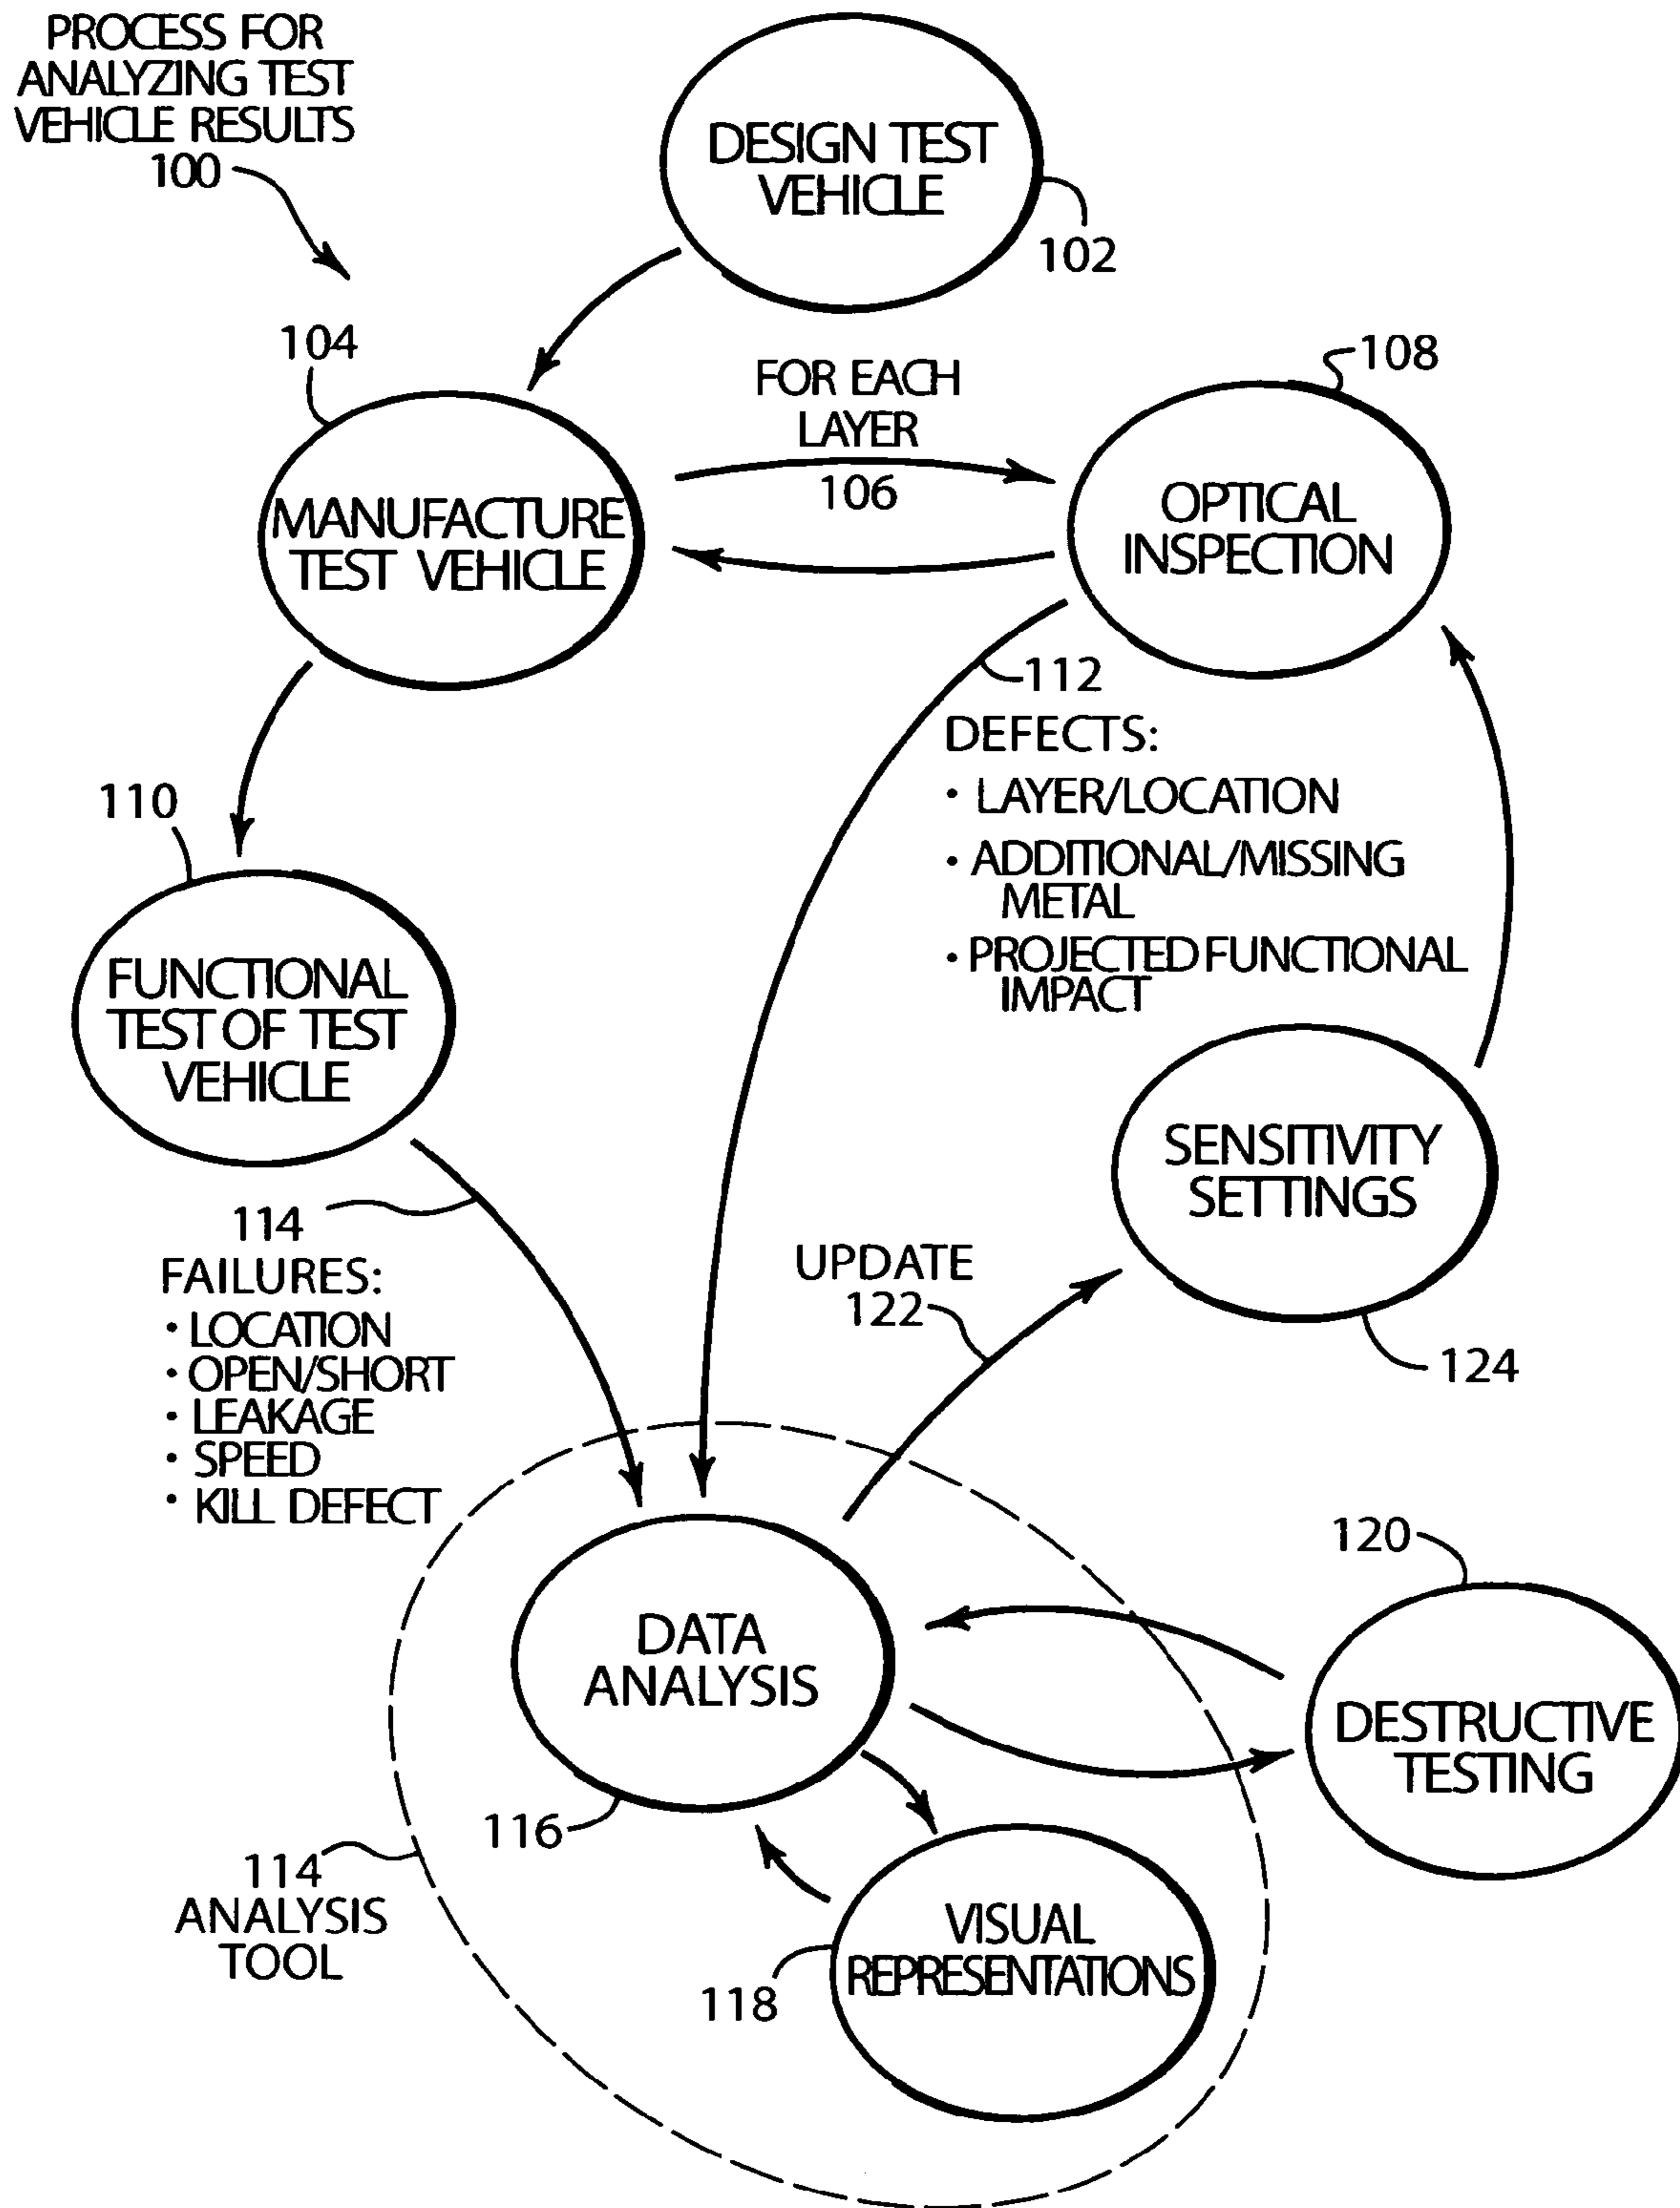 PROCESS FOR
ANALYZING TEST
VEHICLE RESULTS
100
DESIGN TEST
VEHICLE
102
104
MANUFACTURE
TEST VEHICLE
FOR EACH
LAYER
106
108
OPTICAL
INSPECTION
112
DEFECTS:
• LAYER/LOCATION
• ADDITIONAL/MISSING
METAL
• PROJECTED FUNCTIONAL
IMPACT
110
FUNCTIONAL
TEST OF TEST
VEHICLE
114
FAILURES:
• LOCATION
• OPEN/SHORT
• LEAKAGE
• SPEED
• KILL DEFECT
SENSITIVITY
SETTINGS
124
UPDATE
122
DATA
ANALYSIS
116
120
DESTRUCTIVE
TESTING
114
ANALYSIS
TOOL
VISUAL
REPRESENTATIONS
118